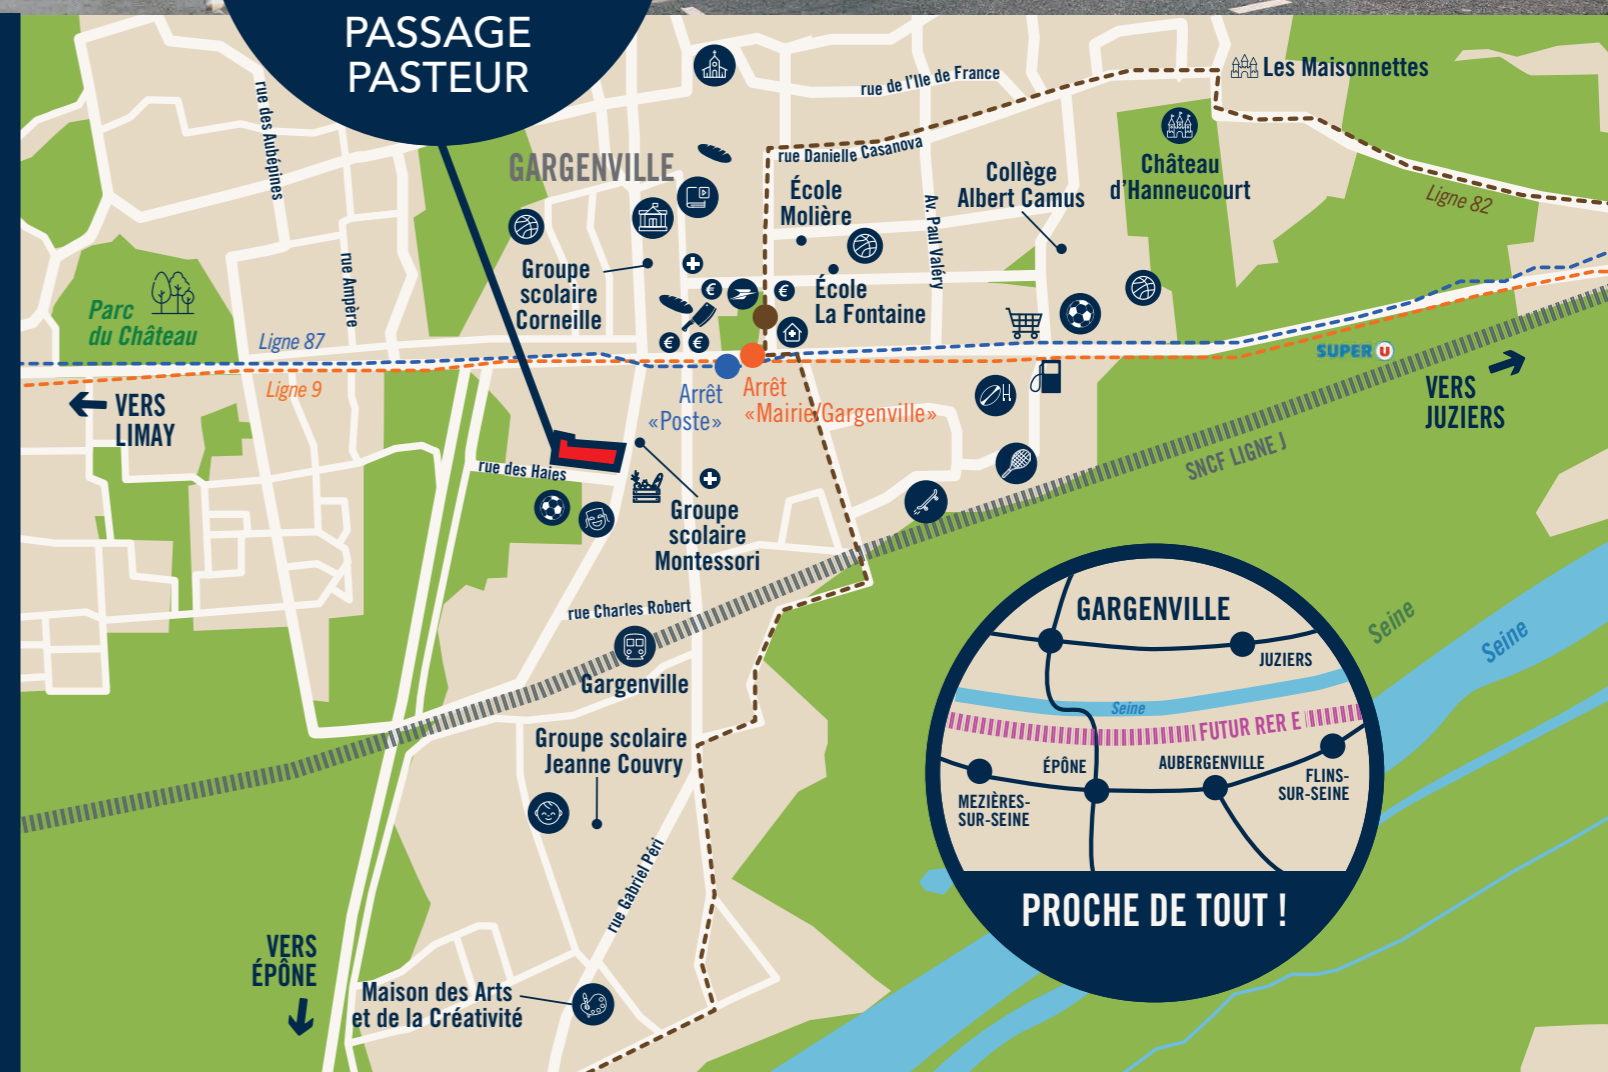 PASSAGE
PASTEUR
rue des Aubépines
rue de l'Ile de France
Les Maisonnettes
GARGENVILLE
rue Danielle Casanova
École
Molière
Collège
Albert Camus
Château
d'Hanneucourt
Ligne 82
Av. Paul Valéry
rue Ampère
Groupe
scolaire
Corneille
École
La Fontaine
Parc
du Château
Ligne 87
Ligne 9
€
€
€
€
SUPER U
VERS
LIMAY
VERS
JUZIERS
Arrêt
«Poste»
Arrêt
«Mairie/Gargenville»
SNCF LIGNE J
rue des Haies
Groupe
scolaire
Montessori
rue Charles Robert
Gargenville
Groupe scolaire
Jeanne Couvry
rue Gabriel Péri
VERS
ÉPÔNE
Maison des Arts
et de la Créativité
Seine
Seine
GARGENVILLE
JUZIERS
Seine
FUTUR RER E
ÉPÔNE
AUBERGENVILLE
FLINS-
SUR-SEINE
MEZIÈRES-
SUR-SEINE
PROCHE DE TOUT !